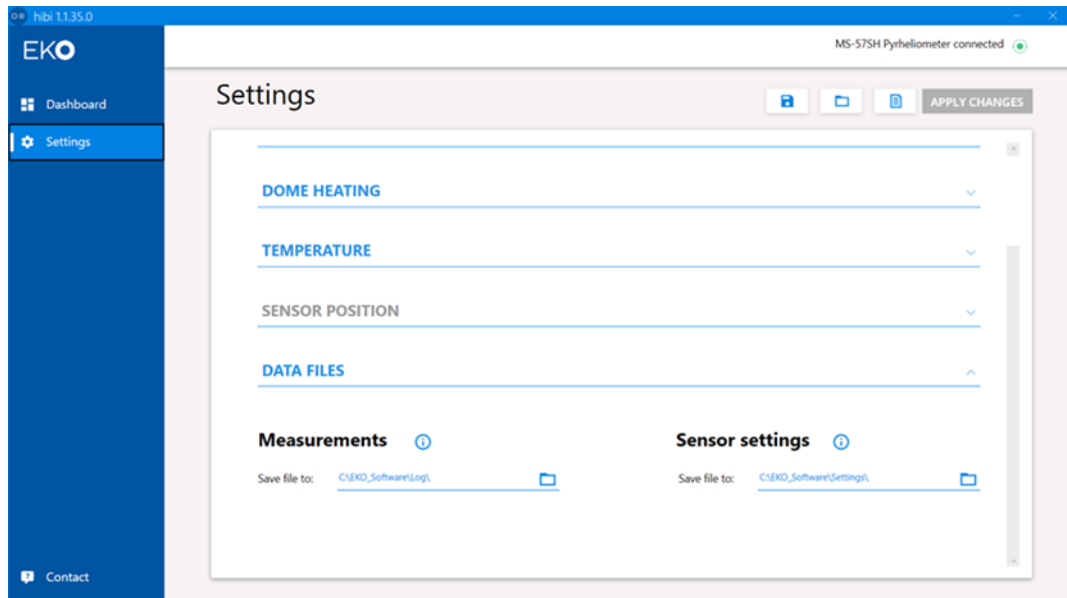 hibi 1.1.35.0
EKO
MS-57SH Pyrheliometer connected
Dashboard
Settings
Settings
APPLY CHANGES
DOME HEATING
TEMPERATURE
SENSOR POSITION
DATA FILES
Measurements
Sensor settings
Save file to: C:\EKO_Software\Log\
Save file to: C:\EKO_Software\Settings\
Contact